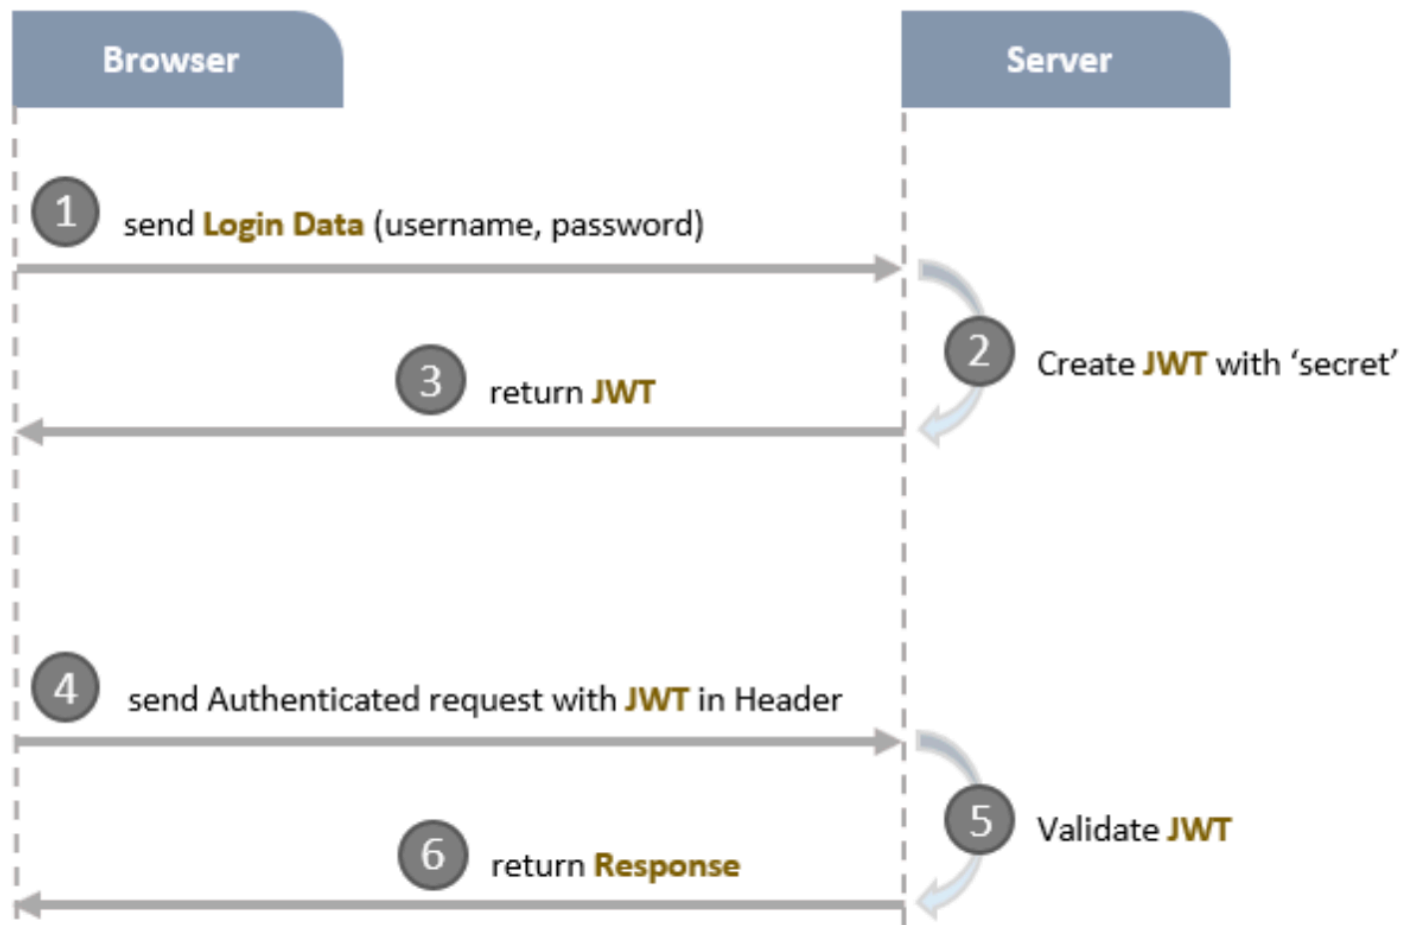 Browser
Server
1 send Login Data (username, password)
2 Create JWT with ‘secret’
3 return JWT
4 send Authenticated request with JWT in Header
5 Validate JWT
6 return Response